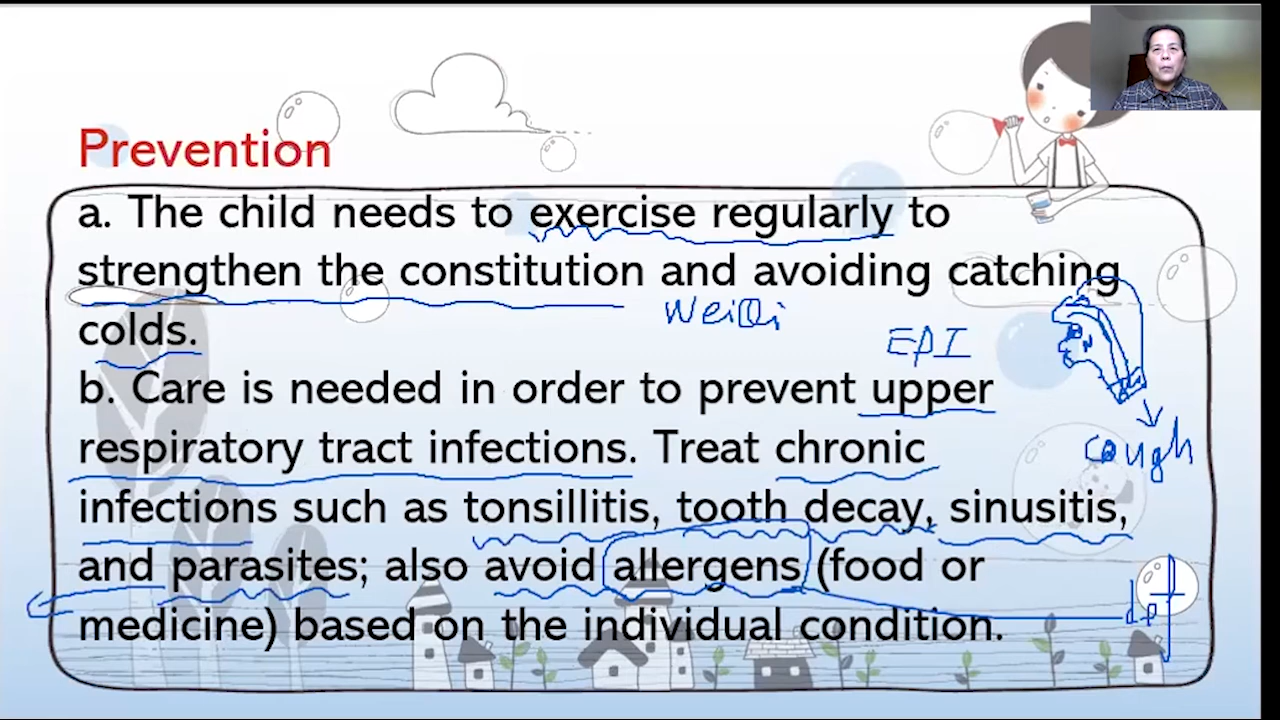 Prevention
a. The child needs to exercise regularly to
strengthen the constitution and avoiding catching
colds.
WeiQi
EPI
b. Care is needed in order to prevent upper
respiratory tract infections. Treat chronic
cough
infections such as tonsillitis, tooth decay, sinusitis,
and parasites; also avoid allergens (food or
medicine) based on the individual condition.